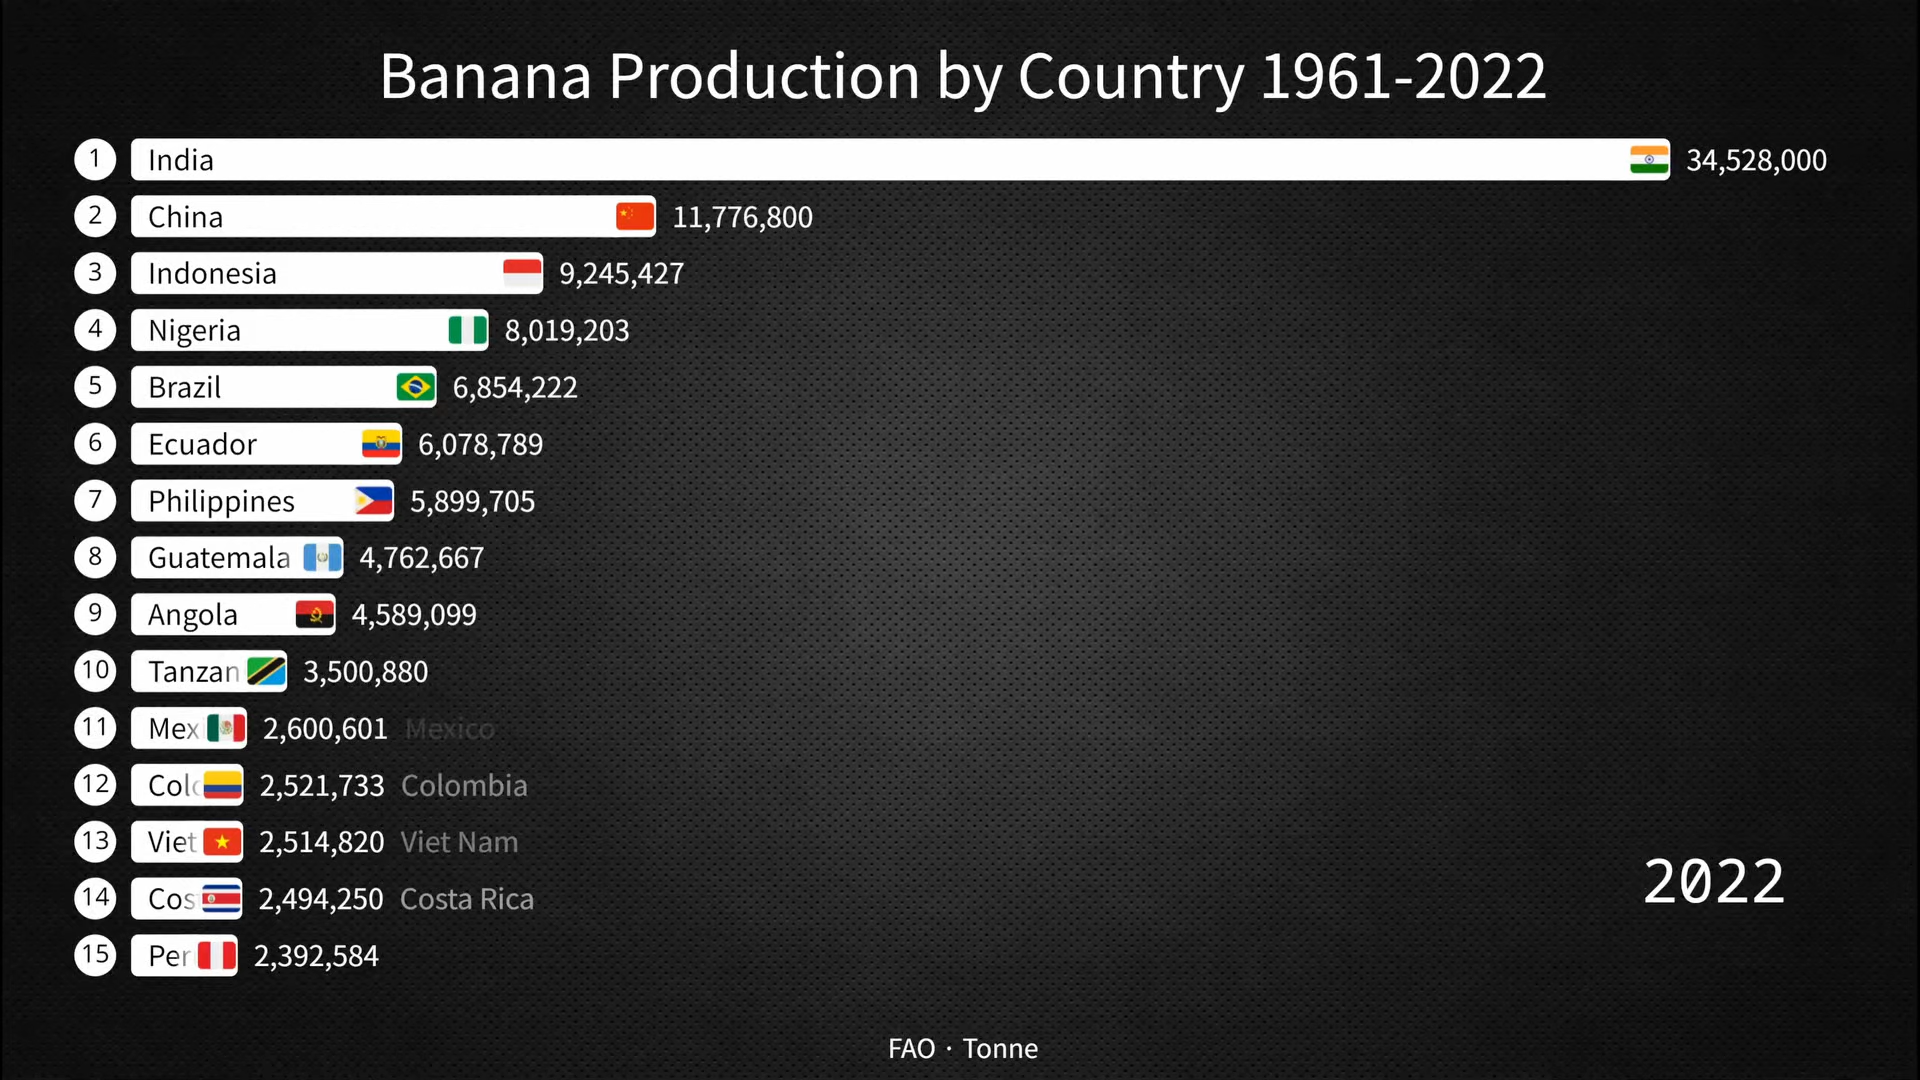 Banana Production by Country 1961-2022
1 India 34,528,000
2 China 11,776,800
3 Indonesia 9,245,427
4 Nigeria 8,019,203
5 Brazil 6,854,222
6 Ecuador 6,078,789
7 Philippines 5,899,705
8 Guatemala 4,762,667
9 Angola 4,589,099
10 Tanzan 3,500,880
11 Mex 2,600,601 Mexico
12 Colo 2,521,733 Colombia
13 Viet 2,514,820 Viet Nam
14 Cos 2,494,250 Costa Rica
15 Per 2,392,584
2022
FAO · Tonne